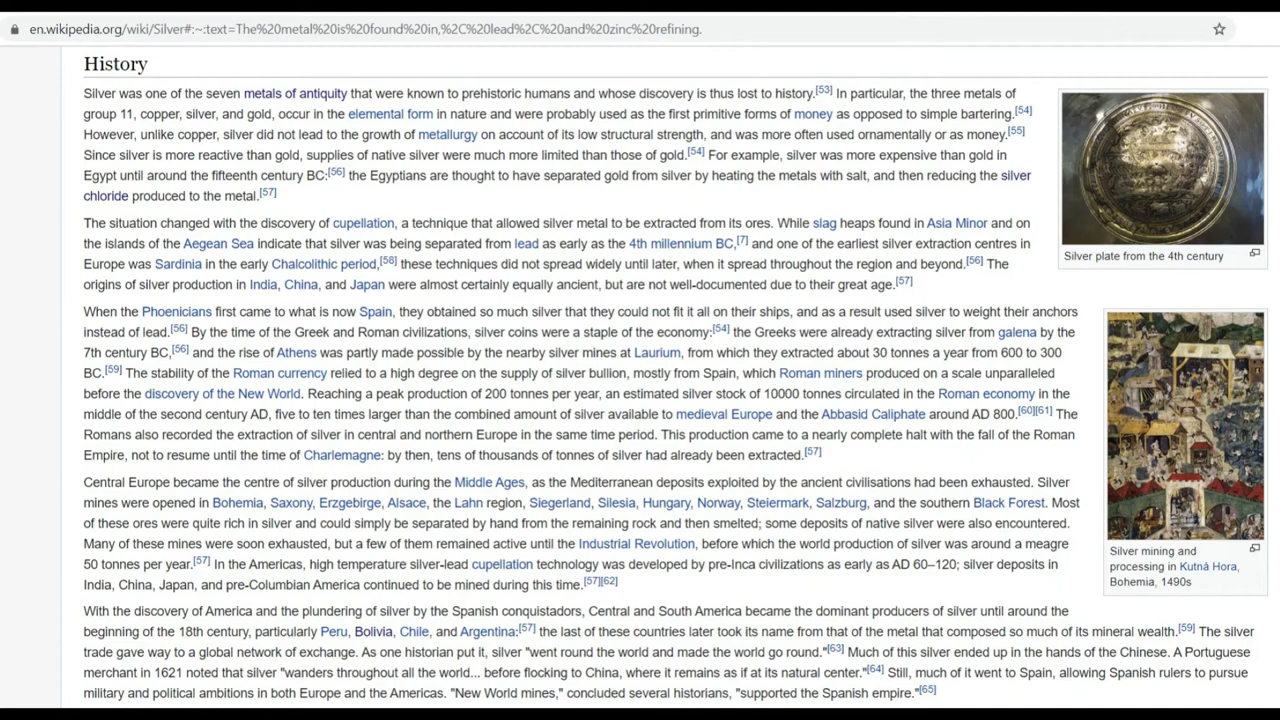 en.wikipedia.org/wiki/Silver#:~:text=The%20metal%20is%20found%20in,%2C%20lead%2C%20and%20zinc%20refining.
History
Silver was one of the seven metals of antiquity that were known to prehistoric humans and whose discovery is thus lost to history.[53] In particular, the three metals of
group 11, copper, silver, and gold, occur in the elemental form in nature and were probably used as the first primitive forms of money as opposed to simple bartering.[54]
However, unlike copper, silver did not lead to the growth of metallurgy on account of its low structural strength, and was more often used ornamentally or as money.[55]
Since silver is more reactive than gold, supplies of native silver were much more limited than those of gold.[54] For example, silver was more expensive than gold in
Egypt until around the fifteenth century BC:[56] the Egyptians are thought to have separated gold from silver by heating the metals with salt, and then reducing the silver
chloride produced to the metal.[57]
Silver plate from the 4th century
The situation changed with the discovery of cupellation, a technique that allowed silver metal to be extracted from its ores. While slag heaps found in Asia Minor and on
the islands of the Aegean Sea indicate that silver was being separated from lead as early as the 4th millennium BC,[7] and one of the earliest silver extraction centres in
Europe was Sardinia in the early Chalcolithic period,[58] these techniques did not spread widely until later, when it spread throughout the region and beyond.[56] The
origins of silver production in India, China, and Japan were almost certainly equally ancient, but are not well-documented due to their great age.[57]
When the Phoenicians first came to what is now Spain, they obtained so much silver that they could not fit it all on their ships, and as a result used silver to weight their anchors
instead of lead.[56] By the time of the Greek and Roman civilizations, silver coins were a staple of the economy:[54] the Greeks were already extracting silver from galena by the
7th century BC,[56] and the rise of Athens was partly made possible by the nearby silver mines at Laurium, from which they extracted about 30 tonnes a year from 600 to 300
BC.[59] The stability of the Roman currency relied to a high degree on the supply of silver bullion, mostly from Spain, which Roman miners produced on a scale unparalleled
before the discovery of the New World. Reaching a peak production of 200 tonnes per year, an estimated silver stock of 10000 tonnes circulated in the Roman economy in the
middle of the second century AD, five to ten times larger than the combined amount of silver available to medieval Europe and the Abbasid Caliphate around AD 800.[60][61] The
Romans also recorded the extraction of silver in central and northern Europe in the same time period. This production came to a nearly complete halt with the fall of the Roman
Empire, not to resume until the time of Charlemagne: by then, tens of thousands of tonnes of silver had already been extracted.[57]
Central Europe became the centre of silver production during the Middle Ages, as the Mediterranean deposits exploited by the ancient civilisations had been exhausted. Silver
mines were opened in Bohemia, Saxony, Erzgebirge, Alsace, the Lahn region, Siegerland, Silesia, Hungary, Norway, Steiermark, Salzburg, and the southern Black Forest. Most
of these ores were quite rich in silver and could simply be separated by hand from the remaining rock and then smelted; some deposits of native silver were also encountered.
Many of these mines were soon exhausted, but a few of them remained active until the Industrial Revolution, before which the world production of silver was around a meagre
50 tonnes per year.[57] In the Americas, high temperature silver-lead cupellation technology was developed by pre-Inca civilizations as early as AD 60–120; silver deposits in
India, China, Japan, and pre-Columbian America continued to be mined during this time.[57][62]
Silver mining and
processing in Kutná Hora,
Bohemia, 1490s
With the discovery of America and the plundering of silver by the Spanish conquistadors, Central and South America became the dominant producers of silver until around the
beginning of the 18th century, particularly Peru, Bolivia, Chile, and Argentina:[57] the last of these countries later took its name from that of the metal that composed so much of its mineral wealth.[59] The silver
trade gave way to a global network of exchange. As one historian put it, silver "went round the world and made the world go round."[63] Much of this silver ended up in the hands of the Chinese. A Portuguese
merchant in 1621 noted that silver "wanders throughout all the world... before flocking to China, where it remains as if at its natural center."[64] Still, much of it went to Spain, allowing Spanish rulers to pursue
military and political ambitions in both Europe and the Americas. "New World mines," concluded several historians, "supported the Spanish empire."[65]